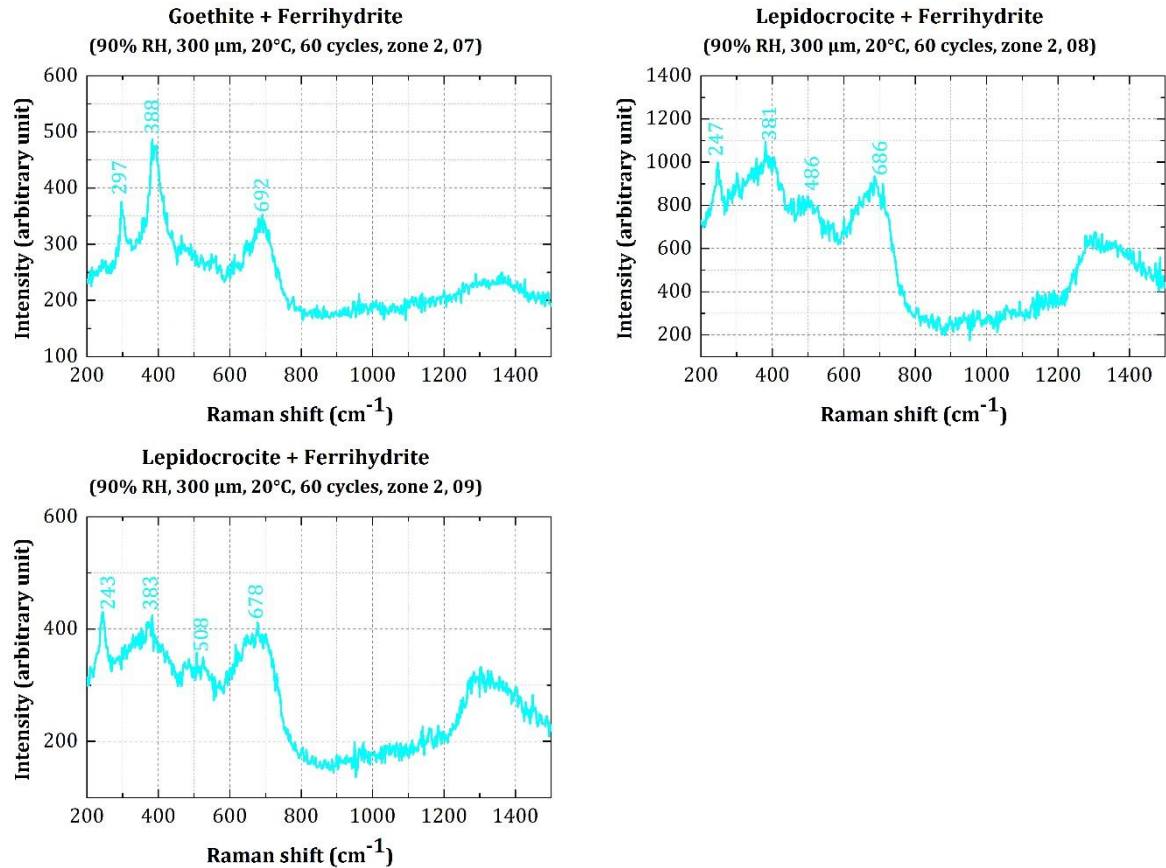 Goethite + Ferrihydrite
(90% RH, 300 µm, 20°C, 60 cycles, zone 2, 07)
600
500
400
300
200
100
297
388
692
200 400 600 800 1000 1200 1400
Raman shift (cm⁻¹)
Intensity (arbitrary unit)
Lepidocrocite + Ferrihydrite
(90% RH, 300 µm, 20°C, 60 cycles, zone 2, 08)
1400
1200
1000
800
600
400
200
247
381
486
686
200 400 600 800 1000 1200 1400
Raman shift (cm⁻¹)
Intensity (arbitrary unit)
Lepidocrocite + Ferrihydrite
(90% RH, 300 µm, 20°C, 60 cycles, zone 2, 09)
600
400
200
243
383
508
678
200 400 600 800 1000 1200 1400
Raman shift (cm⁻¹)
Intensity (arbitrary unit)